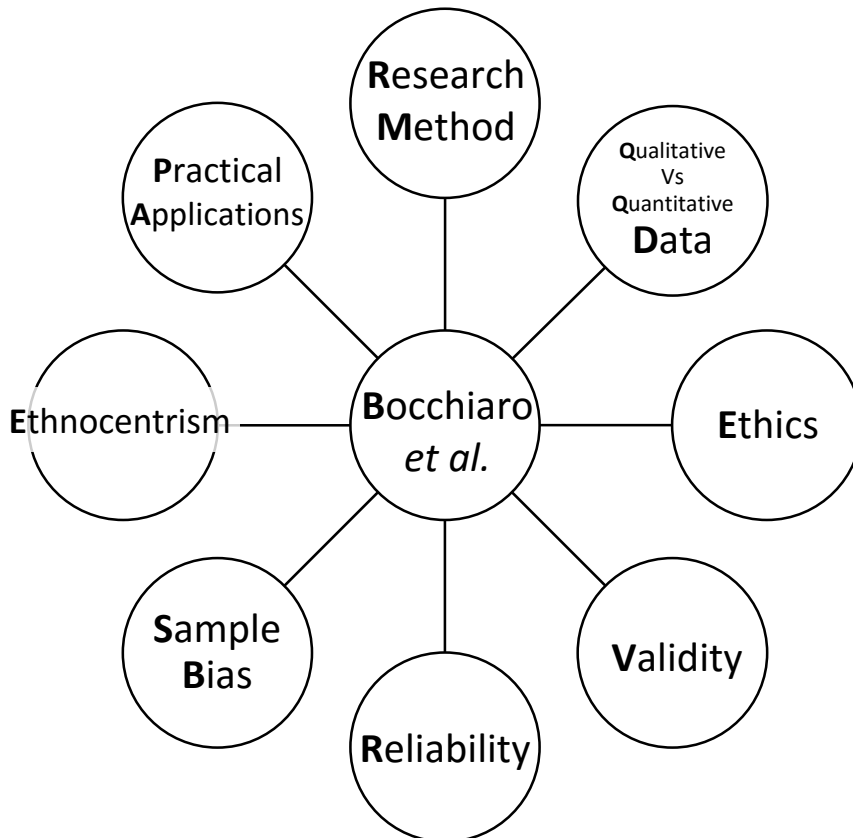 Research
Method
Qualitative
Vs
Quantitative
Data
Practical
Applications
Ethnocentrism
Bocchiaro
et al.
Ethics
Sample
Bias
Validity
Reliability